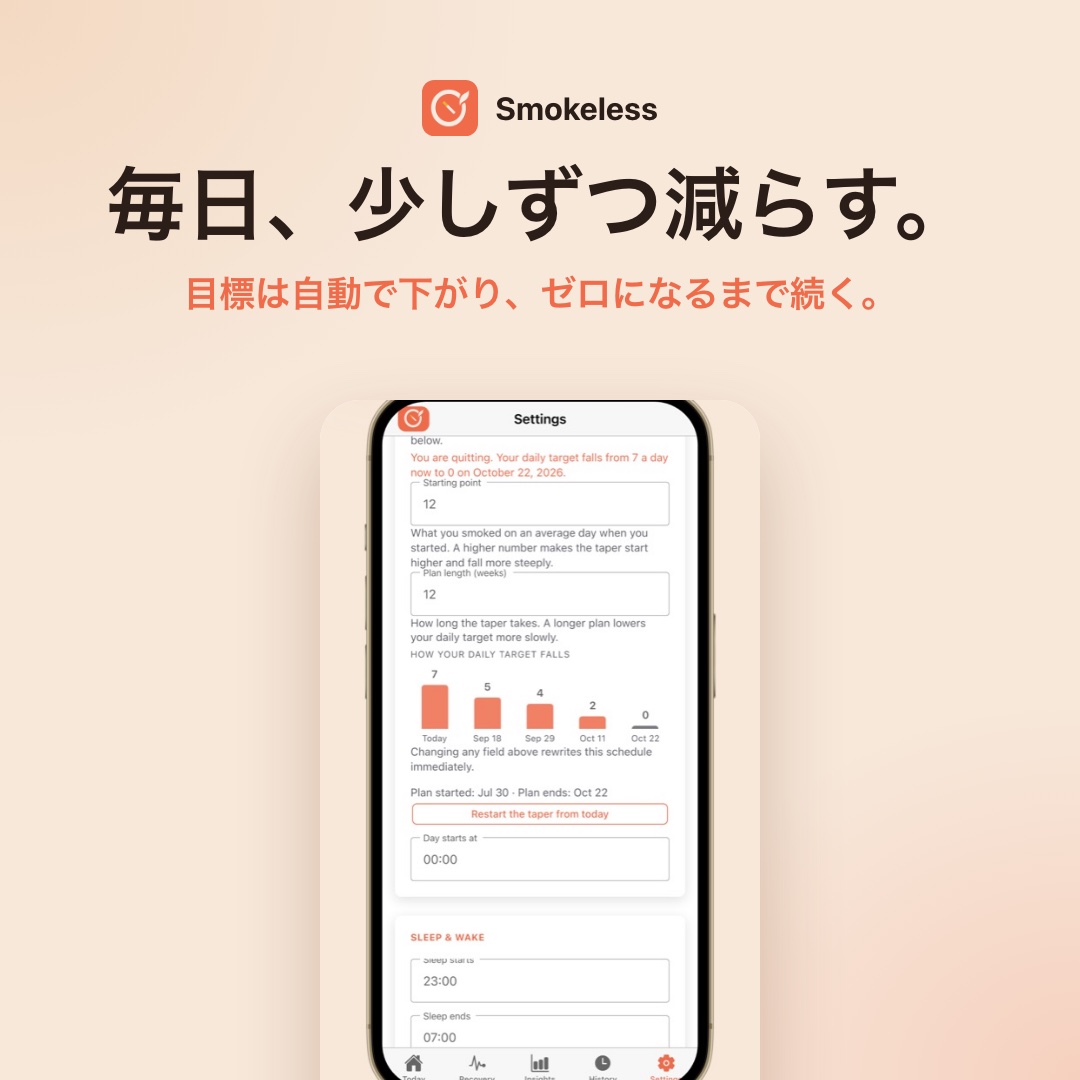 Smokeless
毎日、少しずつ減らす。
目標は自動で下がり、ゼロになるまで続く。
Settings
below.
You are quitting. Your daily target falls from 7 a day
now to 0 on October 22, 2026.
Starting point
12
What you smoked on an average day when you
started. A higher number makes the taper start
higher and fall more steeply.
Plan length (weeks)
12
How long the taper takes. A longer plan lowers
your daily target more slowly.
HOW YOUR DAILY TARGET FALLS
7 5 4 2 0
Today Sep 18 Sep 29 Oct 11 Oct 22
Changing any field above rewrites this schedule
immediately.
Plan started: Jul 30 · Plan ends: Oct 22
Restart the taper from today
Day starts at
00:00
SLEEP & WAKE
Sleep starts
23:00
Sleep ends
07:00
Today Recovery Insights History Settings